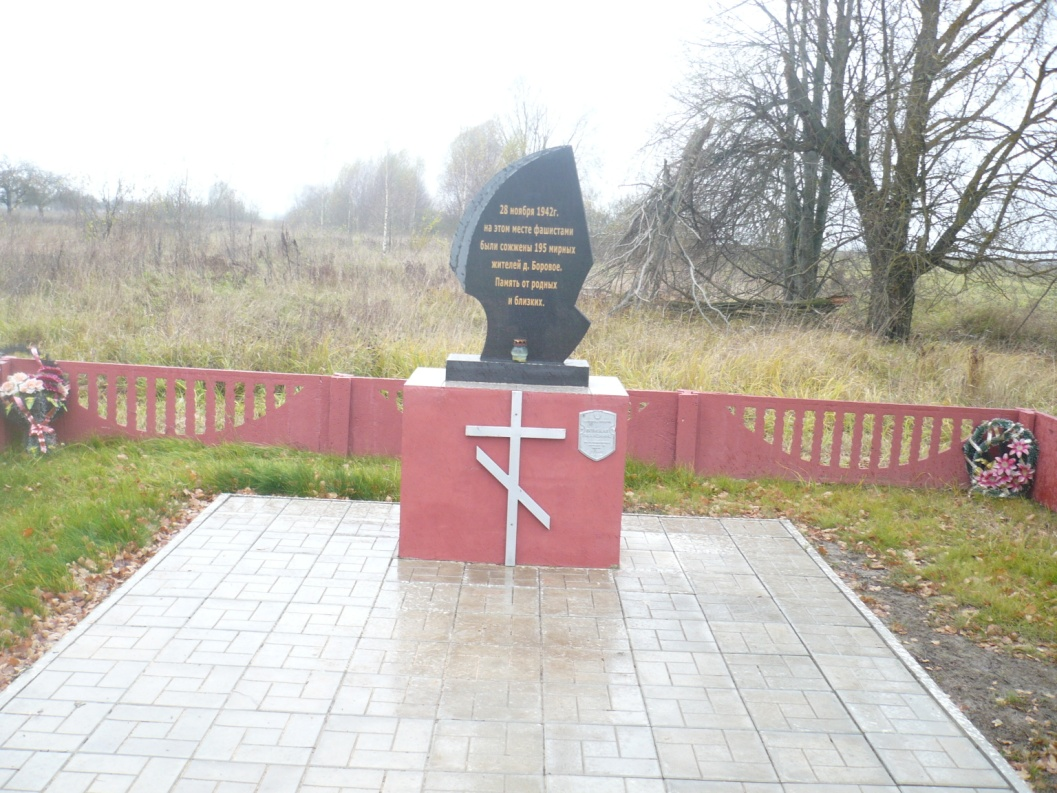 28 ноября 1942г.
на этом месте фашистами
были сожжены 195 мирных
жителей д. Боровое.
Память от родных
и близких.